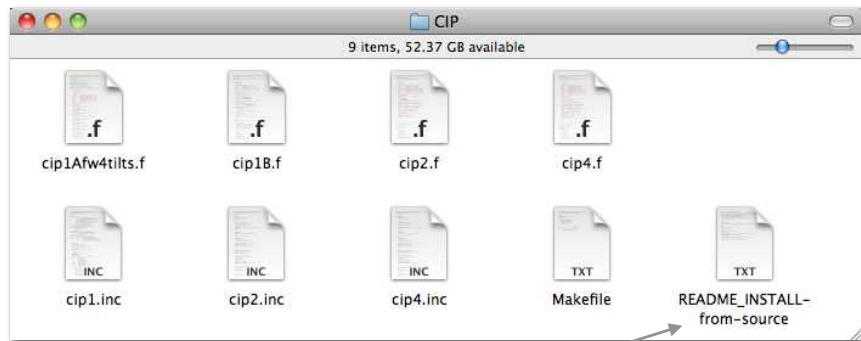 CIP
9 items, 52.37 GB available
.f
.f
.f
.f
cip1Afw4tilts.f
cip1B.f
cip2.f
cip4.f
INC
INC
INC
TXT
TXT
cip1.inc
cip2.inc
cip4.inc
Makefile
README_INSTALL-
from-source